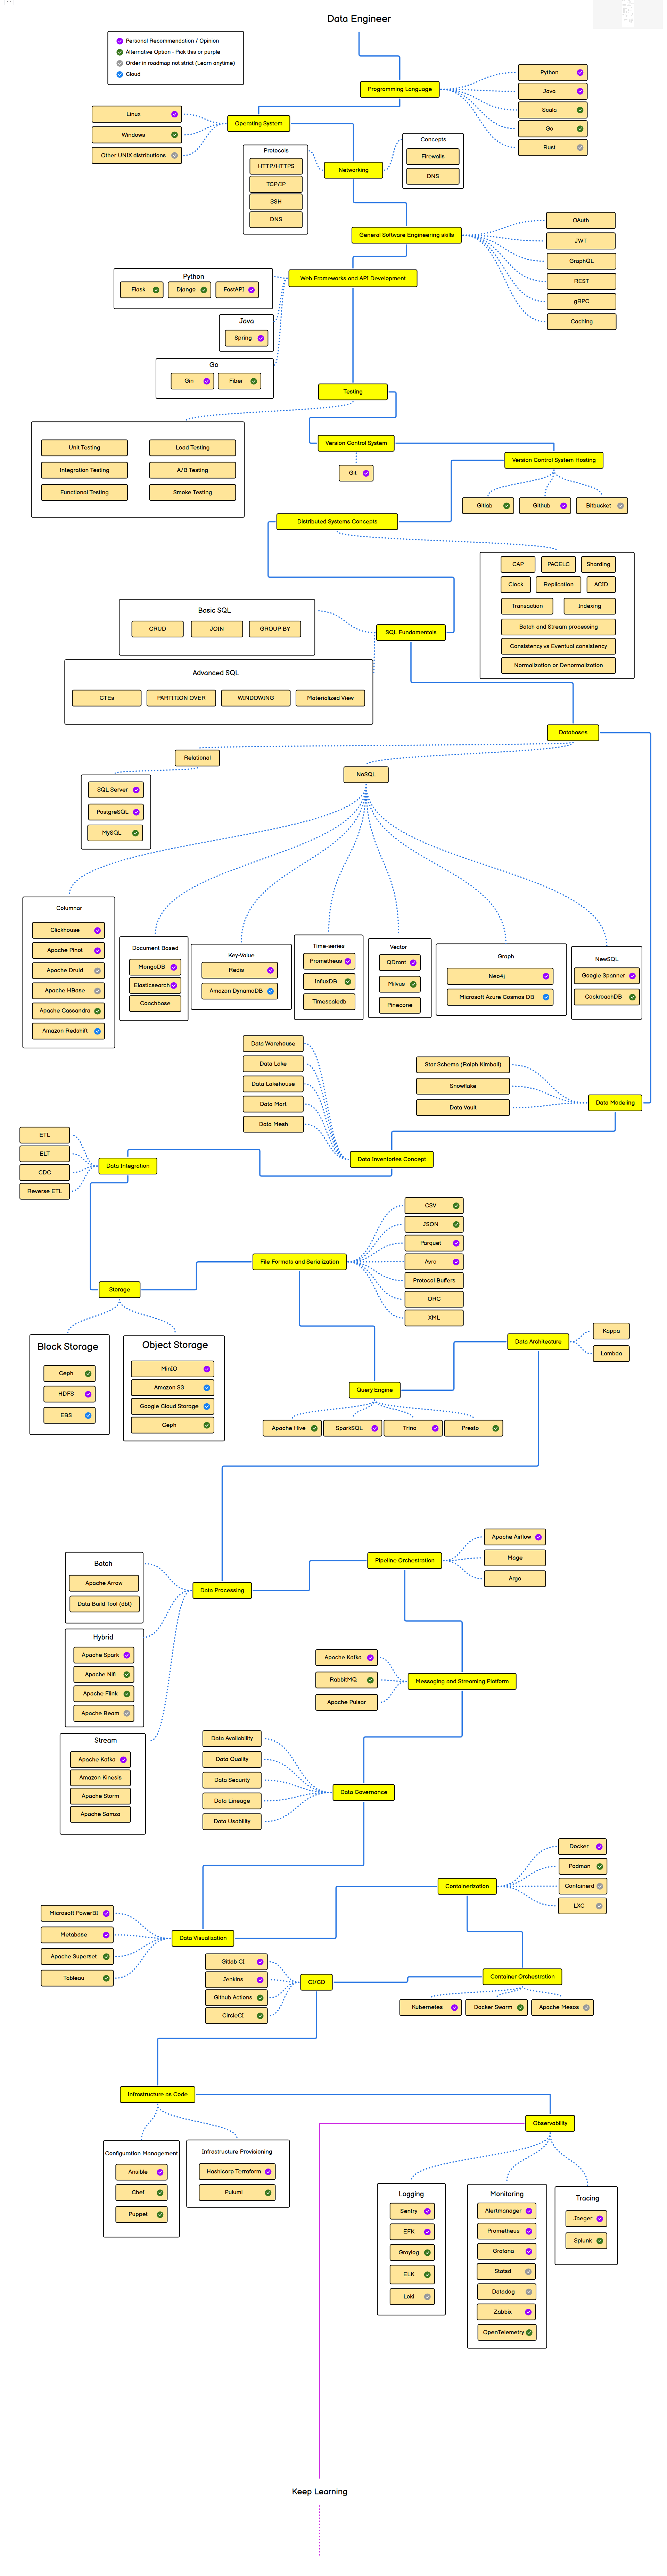 Data Engineer
Personal Recommendation / Opinion
Alternative Option - Pick this or purple
Order in roadmap not strict (Learn anytime)
Cloud
Programming Language
Python
Java
Scala
Go
Rust
Operating System
Linux
Windows
Other UNIX distributions
Networking
Protocols
HTTP/HTTPS
TCP/IP
SSH
DNS
Concepts
Firewalls
DNS
General Software Engineering skills
OAuth
JWT
GraphQL
REST
gRPC
Caching
Web Frameworks and API Development
Python
Flask
Django
FastAPI
Java
Spring
Go
Gin
Fiber
Testing
Unit Testing
Load Testing
Integration Testing
A/B Testing
Functional Testing
Smoke Testing
Version Control System
Git
Version Control System Hosting
Gitlab
Github
Bitbucket
Distributed Systems Concepts
CAP
PACELC
Sharding
Clock
Replication
ACID
Transaction
Indexing
Batch and Stream processing
Consistency vs Eventual consistency
Normalization or Denormalization
SQL Fundamentals
Basic SQL
CRUD
JOIN
GROUP BY
Advanced SQL
CTEs
PARTITION OVER
WINDOWING
Materialized View
Databases
Relational
SQL Server
PostgreSQL
MySQL
NoSQL
Columnar
Clickhouse
Apache Pinot
Apache Druid
Apache HBase
Apache Cassandra
Amazon Redshift
Document Based
MongoDB
Elasticsearch
Coachbase
Key-Value
Redis
Amazon DynamoDB
Time-series
Prometheus
InfluxDB
Timescaledb
Vector
QDrant
Milvus
Pinecone
Graph
Neo4j
Microsoft Azure Cosmos DB
NewSQL
Google Spanner
CockroachDB
Data Modeling
Star Schema (Ralph Kimball)
Snowflake
Data Vault
Data Inventories Concept
Data Warehouse
Data Lake
Data Lakehouse
Data Mart
Data Mesh
Data Integration
ETL
ELT
CDC
Reverse ETL
Storage
Block Storage
Ceph
HDFS
EBS
Object Storage
MinIO
Amazon S3
Google Cloud Storage
Ceph
File Formats and Serialization
CSV
JSON
Parquet
Avro
Protocol Buffers
ORC
XML
Query Engine
Apache Hive
SparkSQL
Trino
Presto
Data Architecture
Kappa
Lambda
Data Processing
Batch
Apache Arrow
Data Build Tool (dbt)
Hybrid
Apache Spark
Apache Nifi
Apache Flink
Apache Beam
Stream
Apache Kafka
Amazon Kinesis
Apache Storm
Apache Samza
Pipeline Orchestration
Apache Airflow
Mage
Argo
Messaging and Streaming Platform
Apache Kafka
RabbitMQ
Apache Pulsar
Data Governance
Data Availability
Data Quality
Data Security
Data Lineage
Data Usability
Data Visualization
Microsoft PowerBI
Metabase
Apache Superset
Tableau
Containerization
Docker
Podman
Containerd
LXC
Container Orchestration
Kubernetes
Docker Swarm
Apache Mesos
CI/CD
Gitlab CI
Jenkins
Github Actions
CircleCI
Infrastructure as Code
Configuration Management
Ansible
Chef
Puppet
Infrastructure Provisioning
Hashicorp Terraform
Pulumi
Observability
Logging
Sentry
EFK
Graylog
ELK
Loki
Monitoring
Alertmanager
Prometheus
Grafana
Statsd
Datadog
Zabbix
OpenTelemetry
Tracing
Jaeger
Splunk
Keep Learning